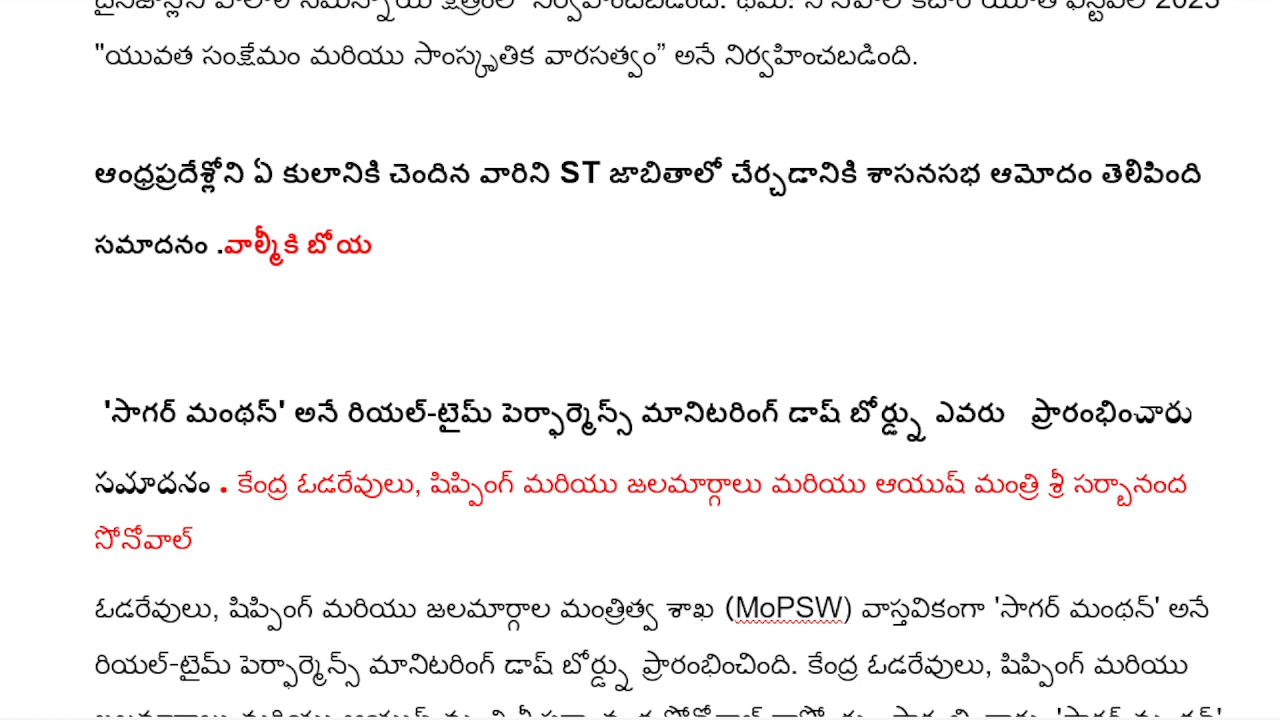 "యువత సంక్షేమం మరియు సాంస్కృతిక వారసత్వం” అనే నిర్వహించబడింది.
ఆంధ్రప్రదేశ్లోని ఏ కులానికి చెందిన వారిని ST జాబితాలో చేర్చడానికి శాసనసభ ఆమోదం తెలిపింది
సమాదనం .వాల్మీకి బోయ
'సాగర్ మంథన్' అనే రియల్-టైమ్ పెర్ఫార్మెన్స్ మానిటరింగ్ డాష్ బోర్డ్ను ఎవరు ప్రారంభించారు
సమాదనం . కేంద్ర ఓడరేవులు, షిప్పింగ్ మరియు జలమార్గాలు మరియు ఆయుష్ మంత్రి శ్రీ సర్బానంద
సోనోవాల్
ఓడరేవులు, షిప్పింగ్ మరియు జలమార్గాల మంత్రిత్వ శాఖ (MoPSW) వాస్తవికంగా 'సాగర్ మంథన్' అనే
రియల్-టైమ్ పెర్ఫార్మెన్స్ మానిటరింగ్ డాష్ బోర్డ్ను ప్రారంభించింది. కేంద్ర ఓడరేవులు, షిప్పింగ్ మరియు